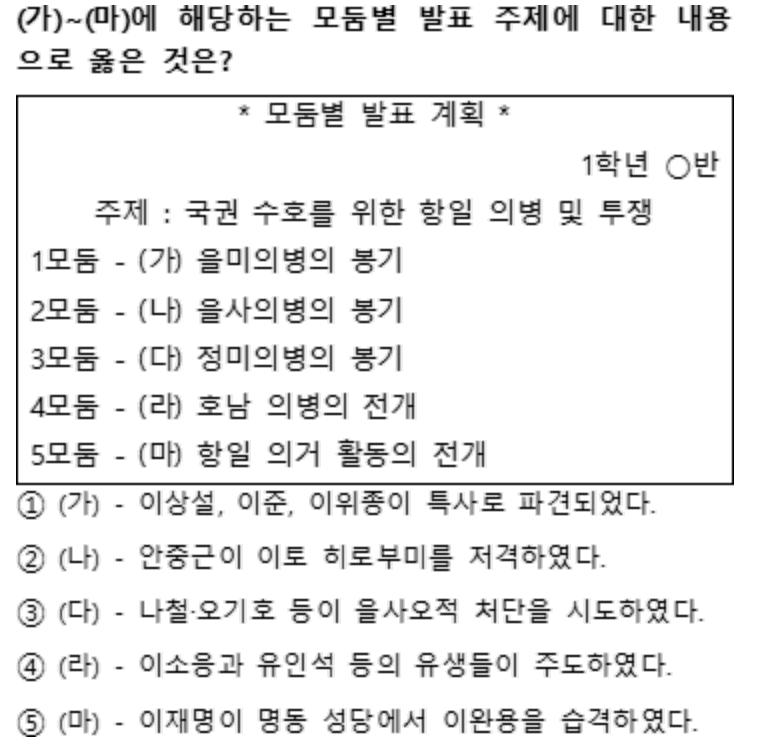 (가)~(마)에 해당하는 모둠별 발표 주제에 대한 내용
으로 옳은 것은?
* 모둠별 발표 계획 *
1학년 ○반
주제 : 국권 수호를 위한 항일 의병 및 투쟁
1모둠 - (가) 을미의병의 봉기
2모둠 - (나) 을사의병의 봉기
3모둠 - (다) 정미의병의 봉기
4모둠 - (라) 호남 의병의 전개
5모둠 - (마) 항일 의거 활동의 전개
① (가) - 이상설, 이준, 이위종이 특사로 파견되었다.
② (나) - 안중근이 이토 히로부미를 저격하였다.
③ (다) - 나철·오기호 등이 을사오적 처단을 시도하였다.
④ (라) - 이소응과 유인석 등의 유생들이 주도하였다.
⑤ (마) - 이재명이 명동 성당에서 이완용을 습격하였다.